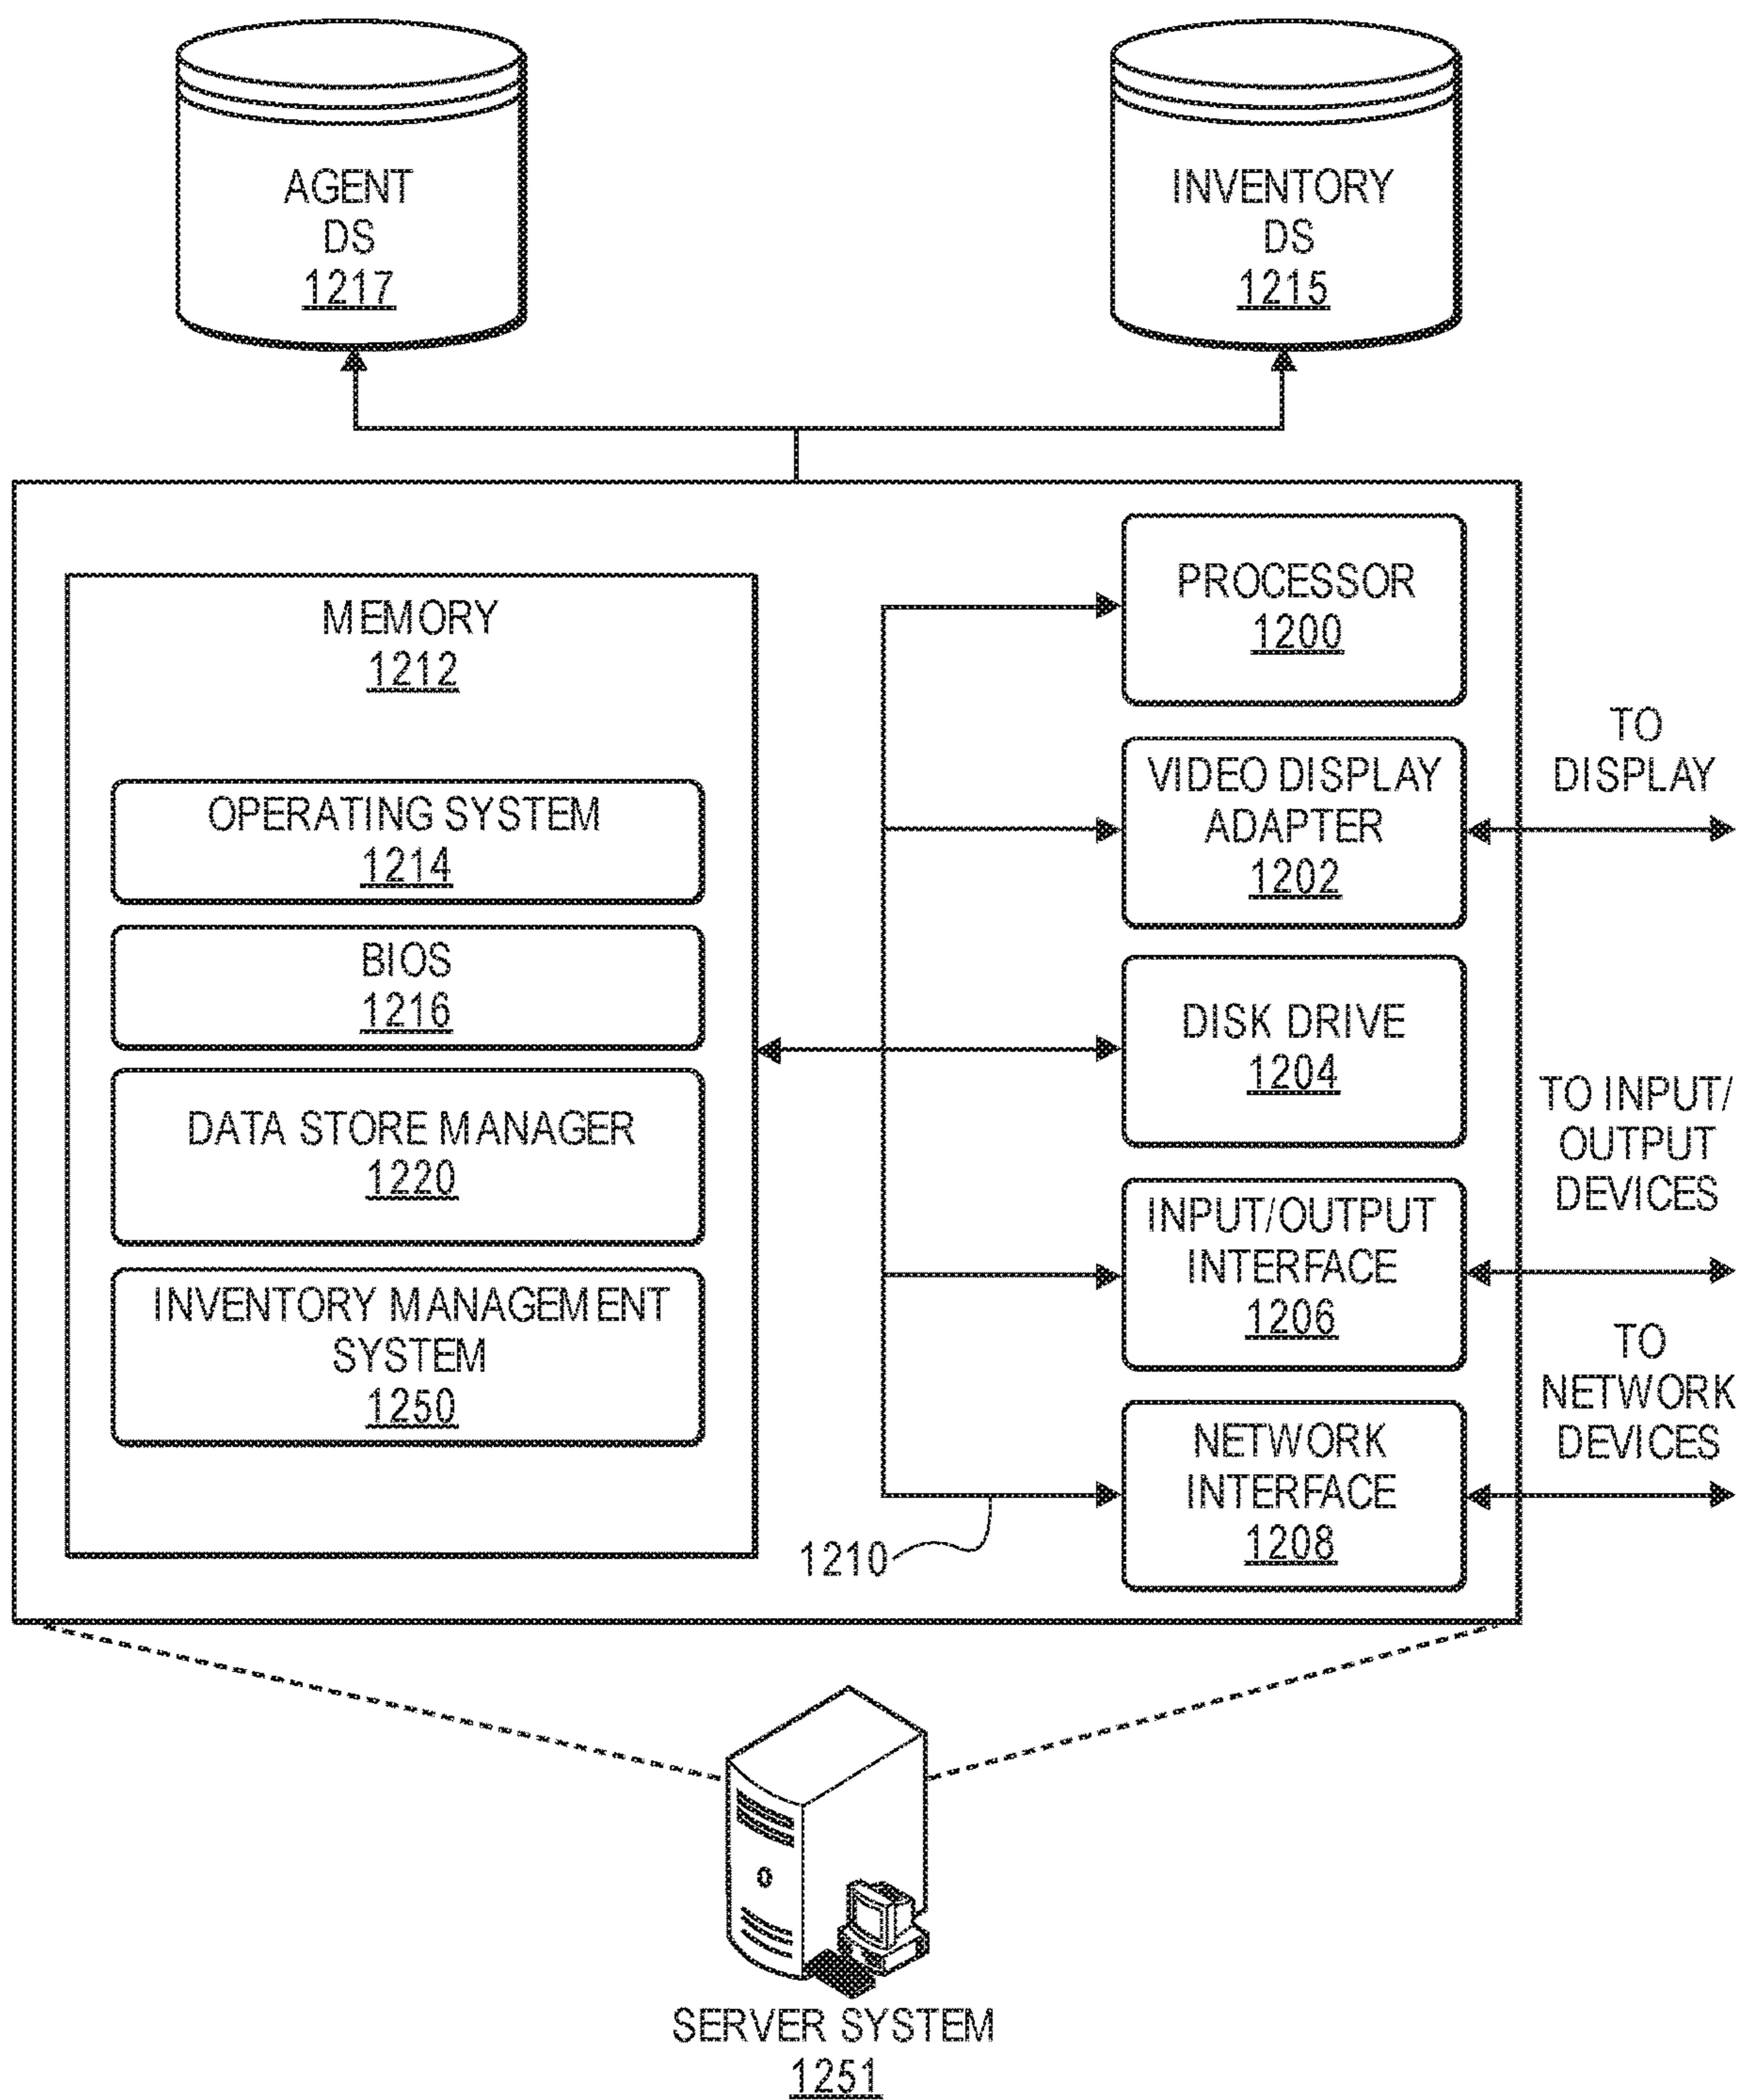 AGENT
DS
1217
INVENTORY
DS
1215
MEMORY
1212
OPERATING SYSTEM
1214
BIOS
1216
DATA STORE MANAGER
1220
INVENTORY MANAGEMENT
SYSTEM
1250
PROCESSOR
1200
VIDEO DISPLAY
ADAPTER
1202
DISK DRIVE
1204
INPUT/OUTPUT
INTERFACE
1206
NETWORK
INTERFACE
1208
1210
TO
DISPLAY
TO INPUT/
OUTPUT
DEVICES
TO
NETWORK
DEVICES
SERVER SYSTEM
1251